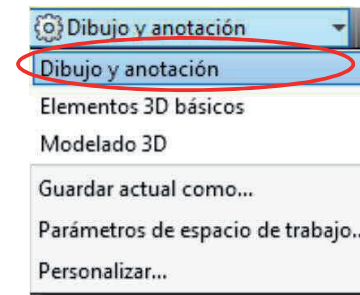 Dibujo y anotación
Dibujo y anotación
Elementos 3D básicos
Modelado 3D
Guardar actual como...
Parámetros de espacio de trabajo..
Personalizar...